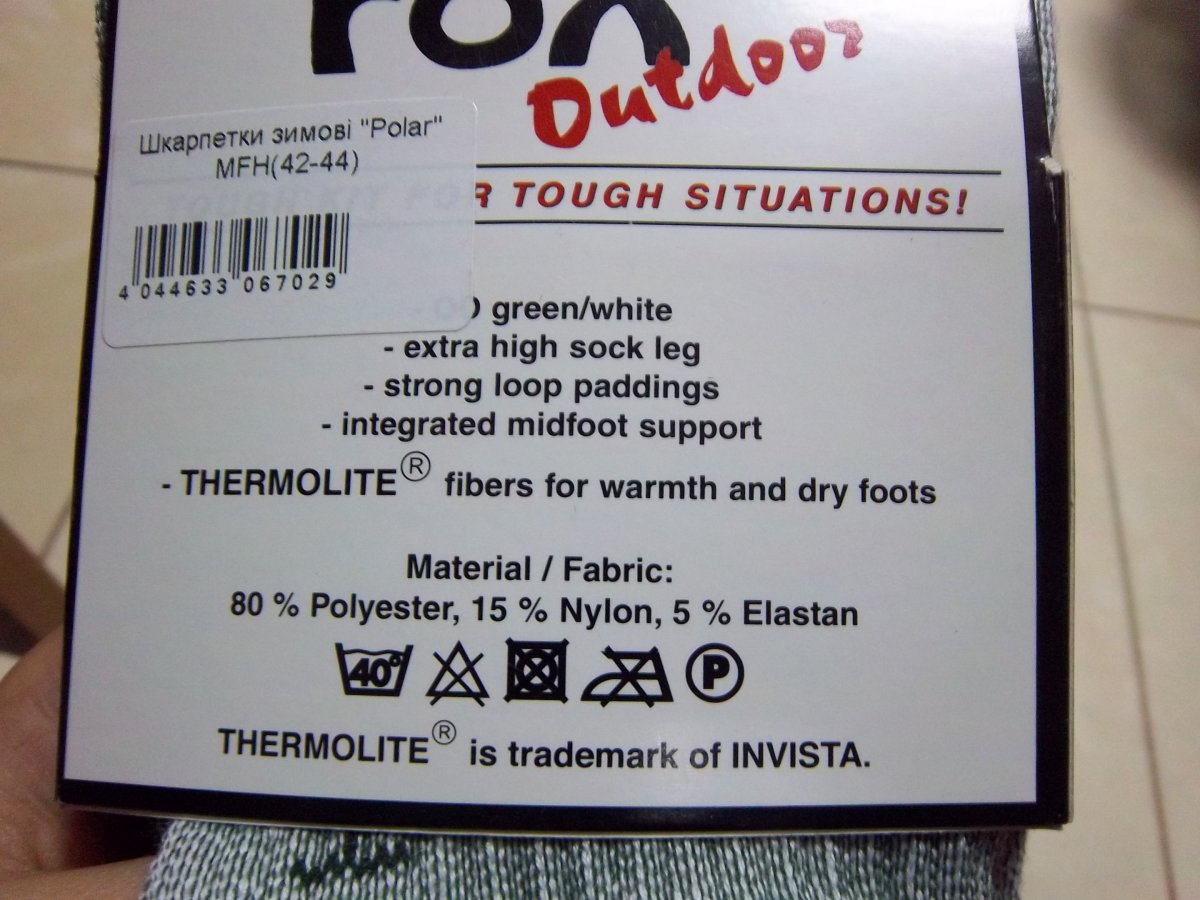 Fox
Outdoor
Шкарпетки зимові "Polar"
MFH(42-44)
R TOUGH SITUATIONS!
4 044633 067029
- OD green/white
- extra high sock leg
- strong loop paddings
- integrated midfoot support
- THERMOLITE® fibers for warmth and dry foots
Material / Fabric:
80 % Polyester, 15 % Nylon, 5 % Elastan
40°
P
THERMOLITE® is trademark of INVISTA.